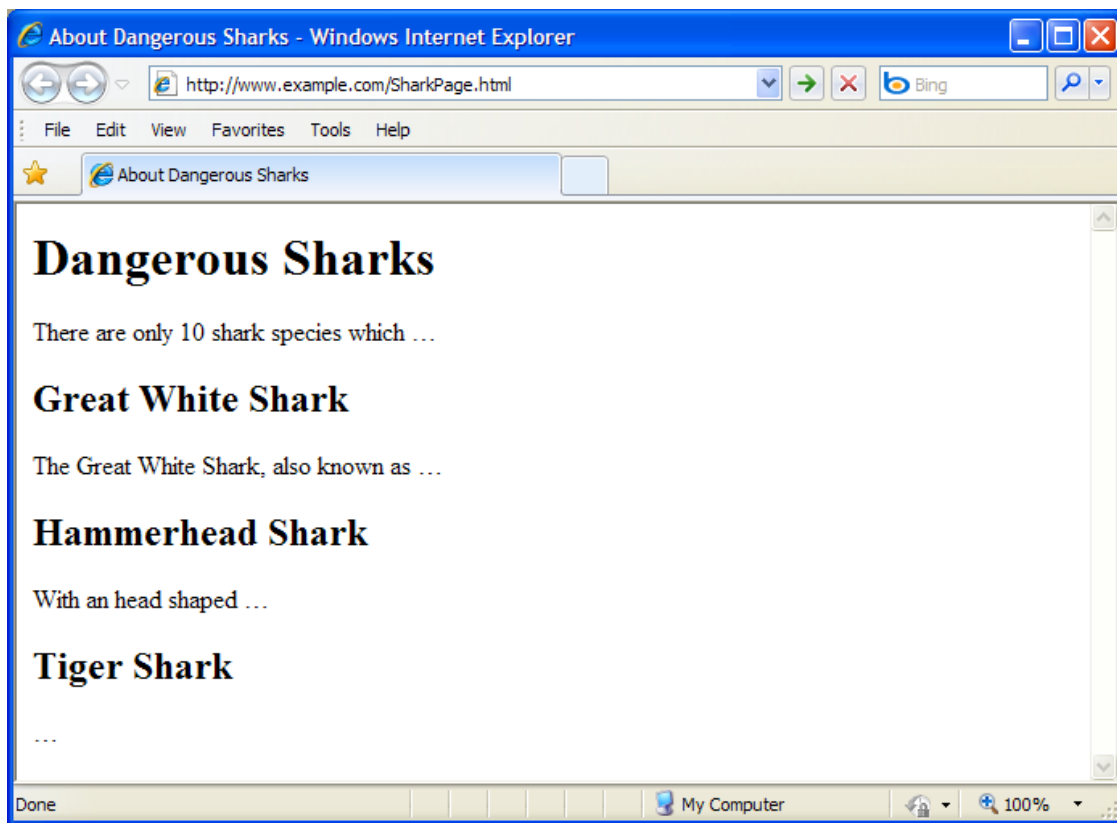 About Dangerous Sharks - Windows Internet Explorer
http://www.example.com/SharkPage.html
Bing
File Edit View Favorites Tools Help
About Dangerous Sharks
Dangerous Sharks
There are only 10 shark species which …
Great White Shark
The Great White Shark, also known as …
Hammerhead Shark
With an head shaped …
Tiger Shark
…
Done My Computer 100%